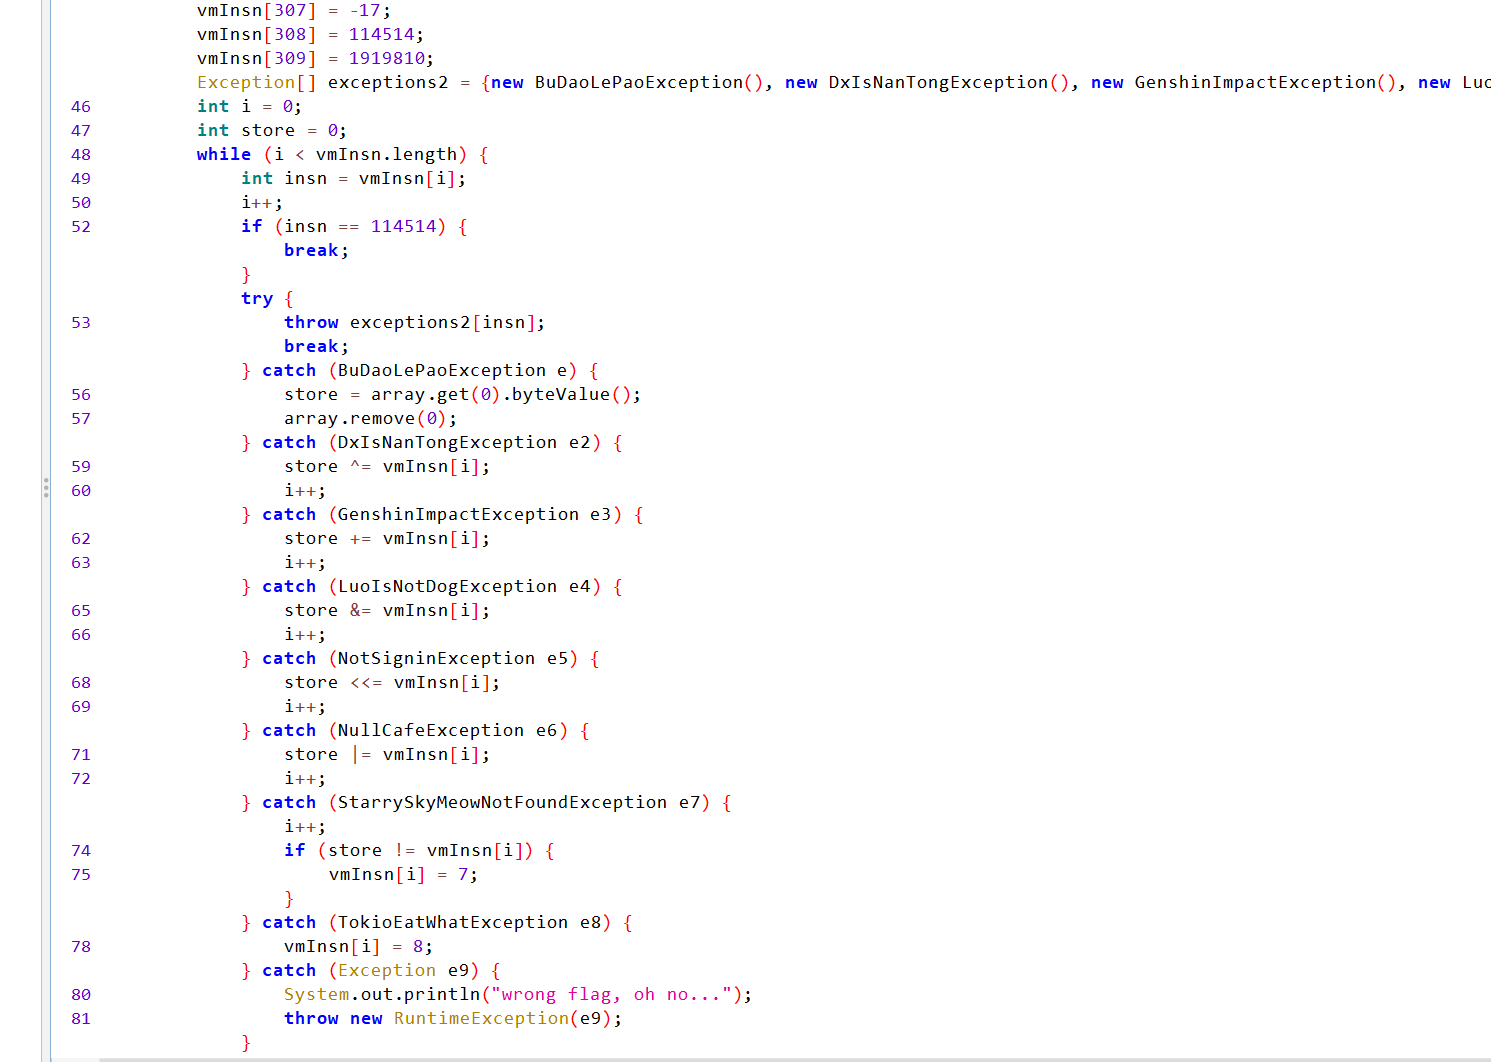 vmInsn[307] = -17;
vmInsn[308] = 114514;
vmInsn[309] = 1919810;
Exception[] exceptions2 = {new BuDaoLePaoException(), new DxIsNanTongException(), new GenshinImpactException(), new Luo
46 int i = 0;
47 int store = 0;
48 while (i < vmInsn.length) {
49 int insn = vmInsn[i];
50 i++;
52 if (insn == 114514) {
break;
}
try {
53 throw exceptions2[insn];
break;
} catch (BuDaoLePaoException e) {
56 store = array.get(0).byteValue();
57 array.remove(0);
} catch (DxIsNanTongException e2) {
59 store ^= vmInsn[i];
60 i++;
} catch (GenshinImpactException e3) {
62 store += vmInsn[i];
63 i++;
} catch (LuoIsNotDogException e4) {
65 store &= vmInsn[i];
66 i++;
} catch (NotSigninException e5) {
68 store <<= vmInsn[i];
69 i++;
} catch (NullCafeException e6) {
71 store |= vmInsn[i];
72 i++;
} catch (StarrySkyMeowNotFoundException e7) {
i++;
74 if (store != vmInsn[i]) {
75 vmInsn[i] = 7;
}
} catch (TokioEatWhatException e8) {
78 vmInsn[i] = 8;
} catch (Exception e9) {
80 System.out.println("wrong flag, oh no...");
81 throw new RuntimeException(e9);
}